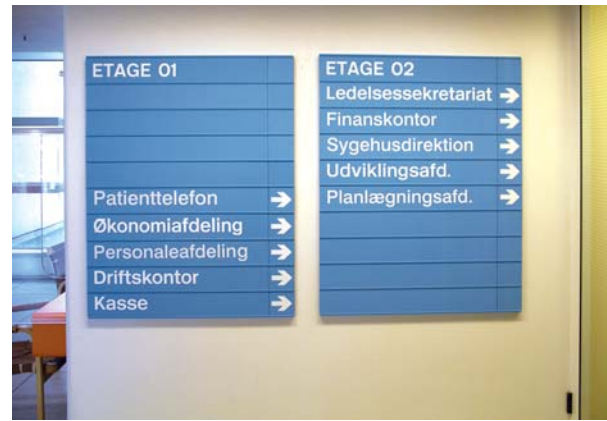 ETAGE 01
Patienttelefon
Økonomiafdeling
Personaleafdeling
Driftskontor
Kasse
ETAGE 02
Ledelsessekretariat
Finanskontor
Sygehusdirektion
Udviklingsafd.
Planlægningsafd.